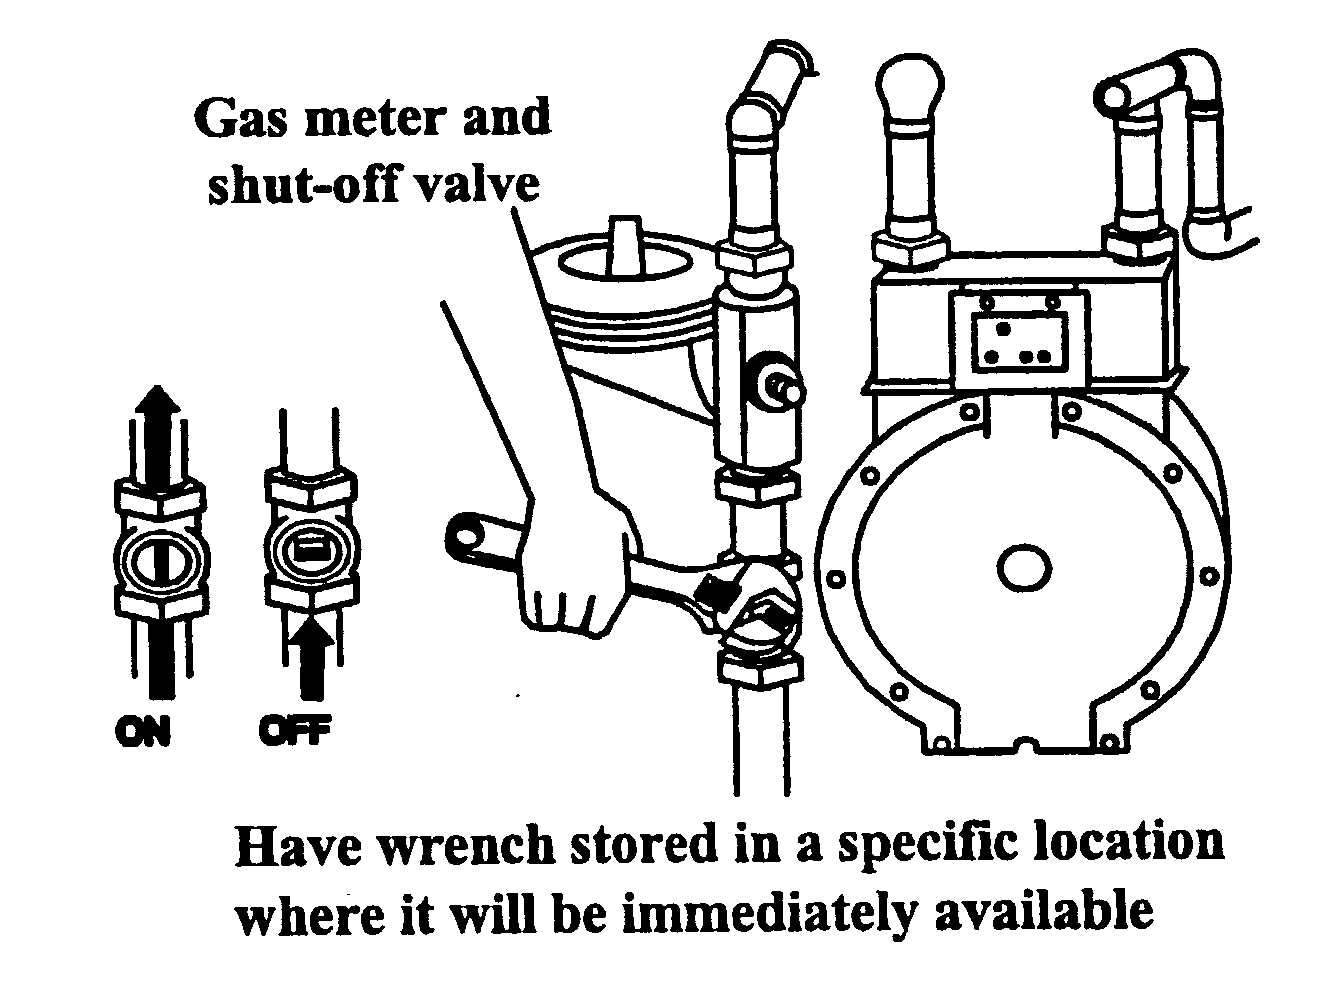 Gas meter and
shut-off valve
ON
OFF
Have wrench stored in a specific location
where it will be immediately available